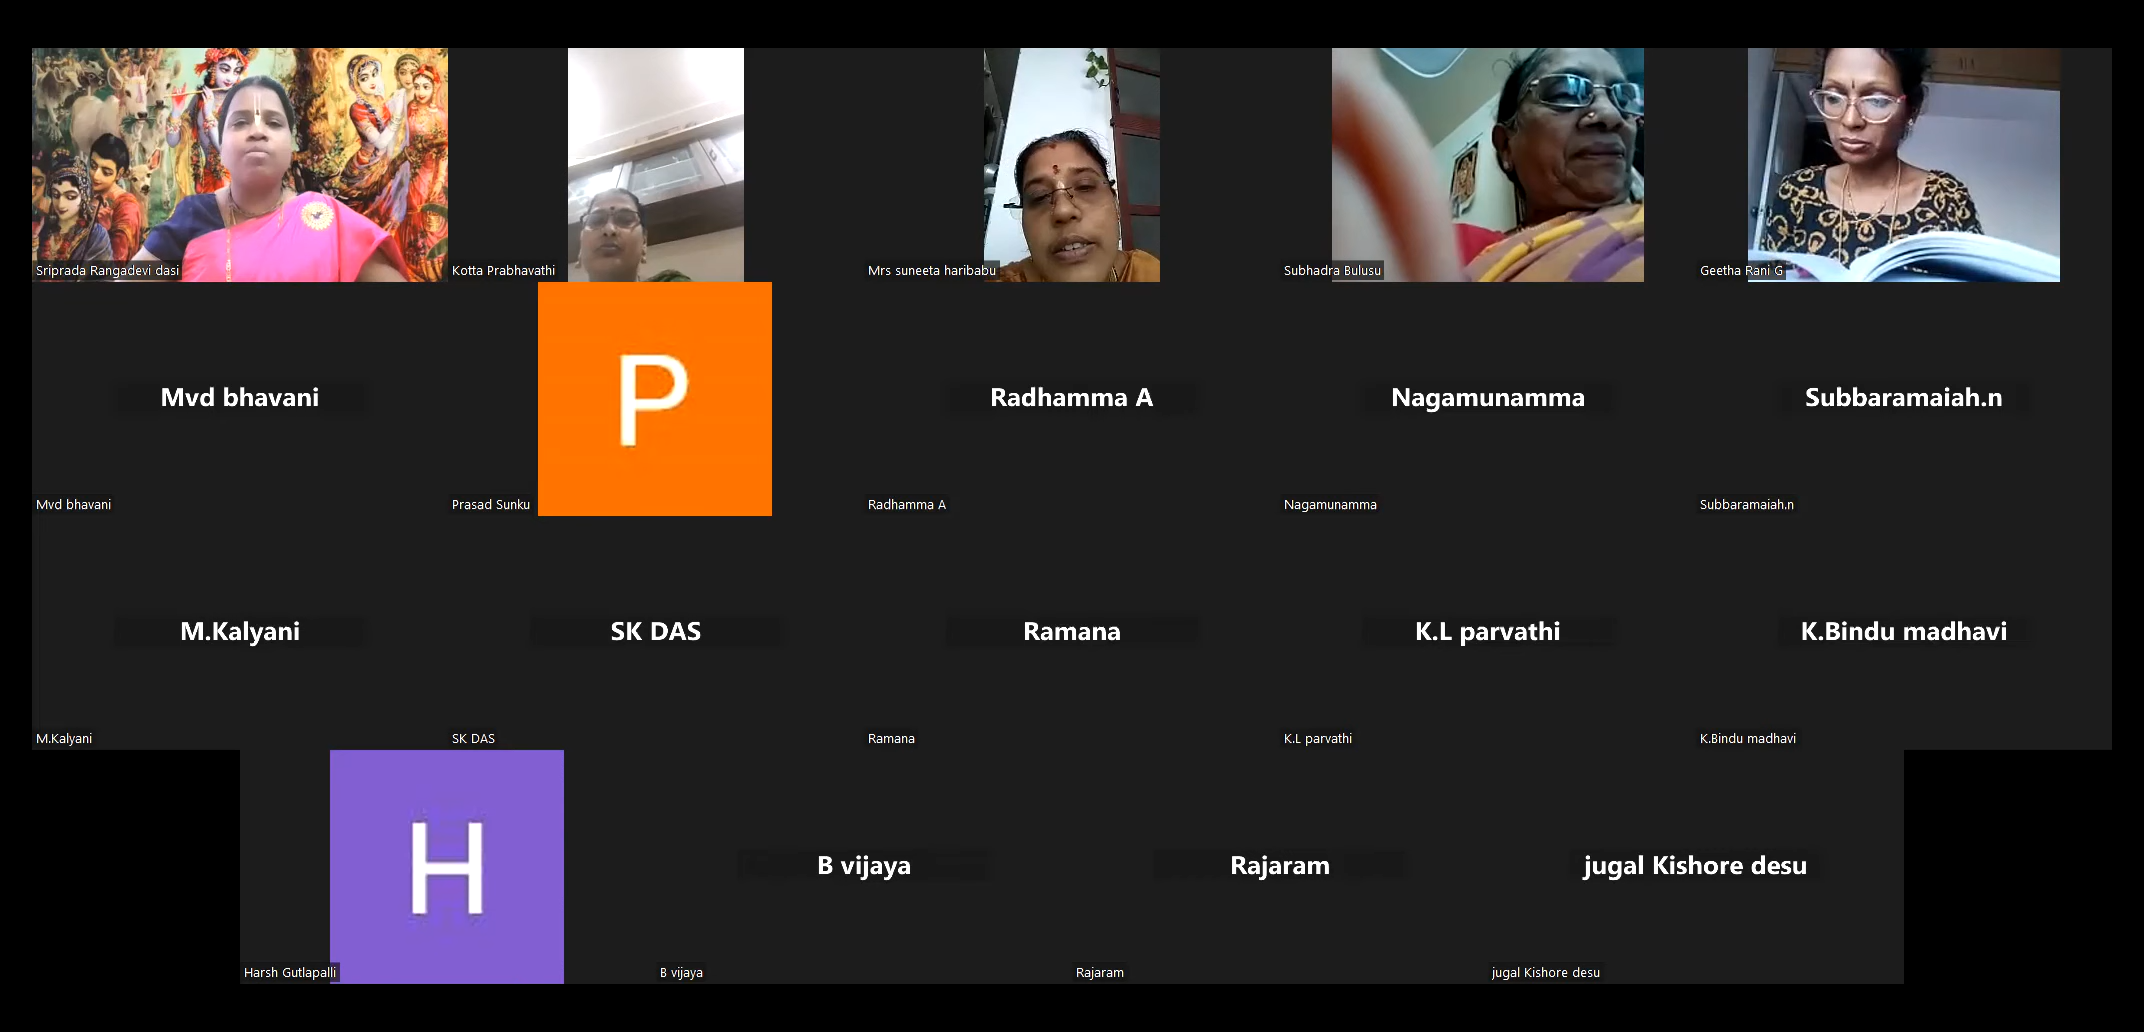 Sriprada Rangadevi dasi
Kotta Prabhavathi
Mrs suneeta haribabu
Subhadra Bulusu
Geetha Rani G
Mvd bhavani
P
Radhamma A
Nagamunamma
Subbaramaiah.n
Mvd bhavani
Prasad Sunku
Radhamma A
Nagamunamma
Subbaramaiah.n
M.Kalyani
SK DAS
Ramana
K.L parvathi
K.Bindu madhavi
M.Kalyani
SK DAS
Ramana
K.L parvathi
K.Bindu madhavi
H
B vijaya
Rajaram
jugal Kishore desu
Harsh Gutlapalli
B vijaya
Rajaram
jugal Kishore desu